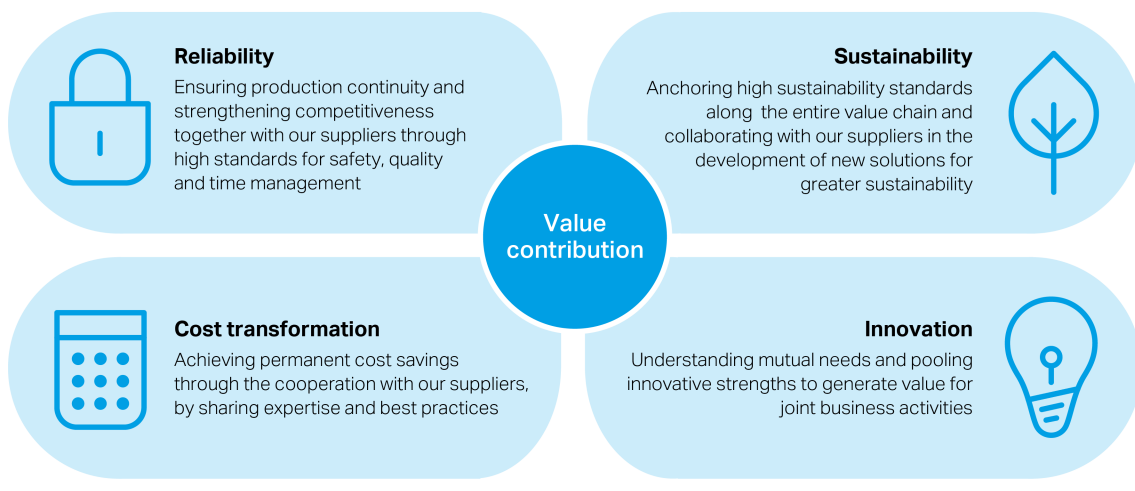 Reliability
Ensuring production continuity and
strengthening competitiveness
together with our suppliers through
high standards for safety, quality
and time management
Sustainability
Anchoring high sustainability standards
along  the entire value chain and
collaborating with our suppliers in the
development of new solutions for
greater sustainability
Value
contribution
Cost transformation
Achieving permanent cost savings
through the cooperation with our suppliers,
by sharing expertise and best practices
Innovation
Understanding mutual needs and pooling
innovative strengths to generate value for
joint business activities